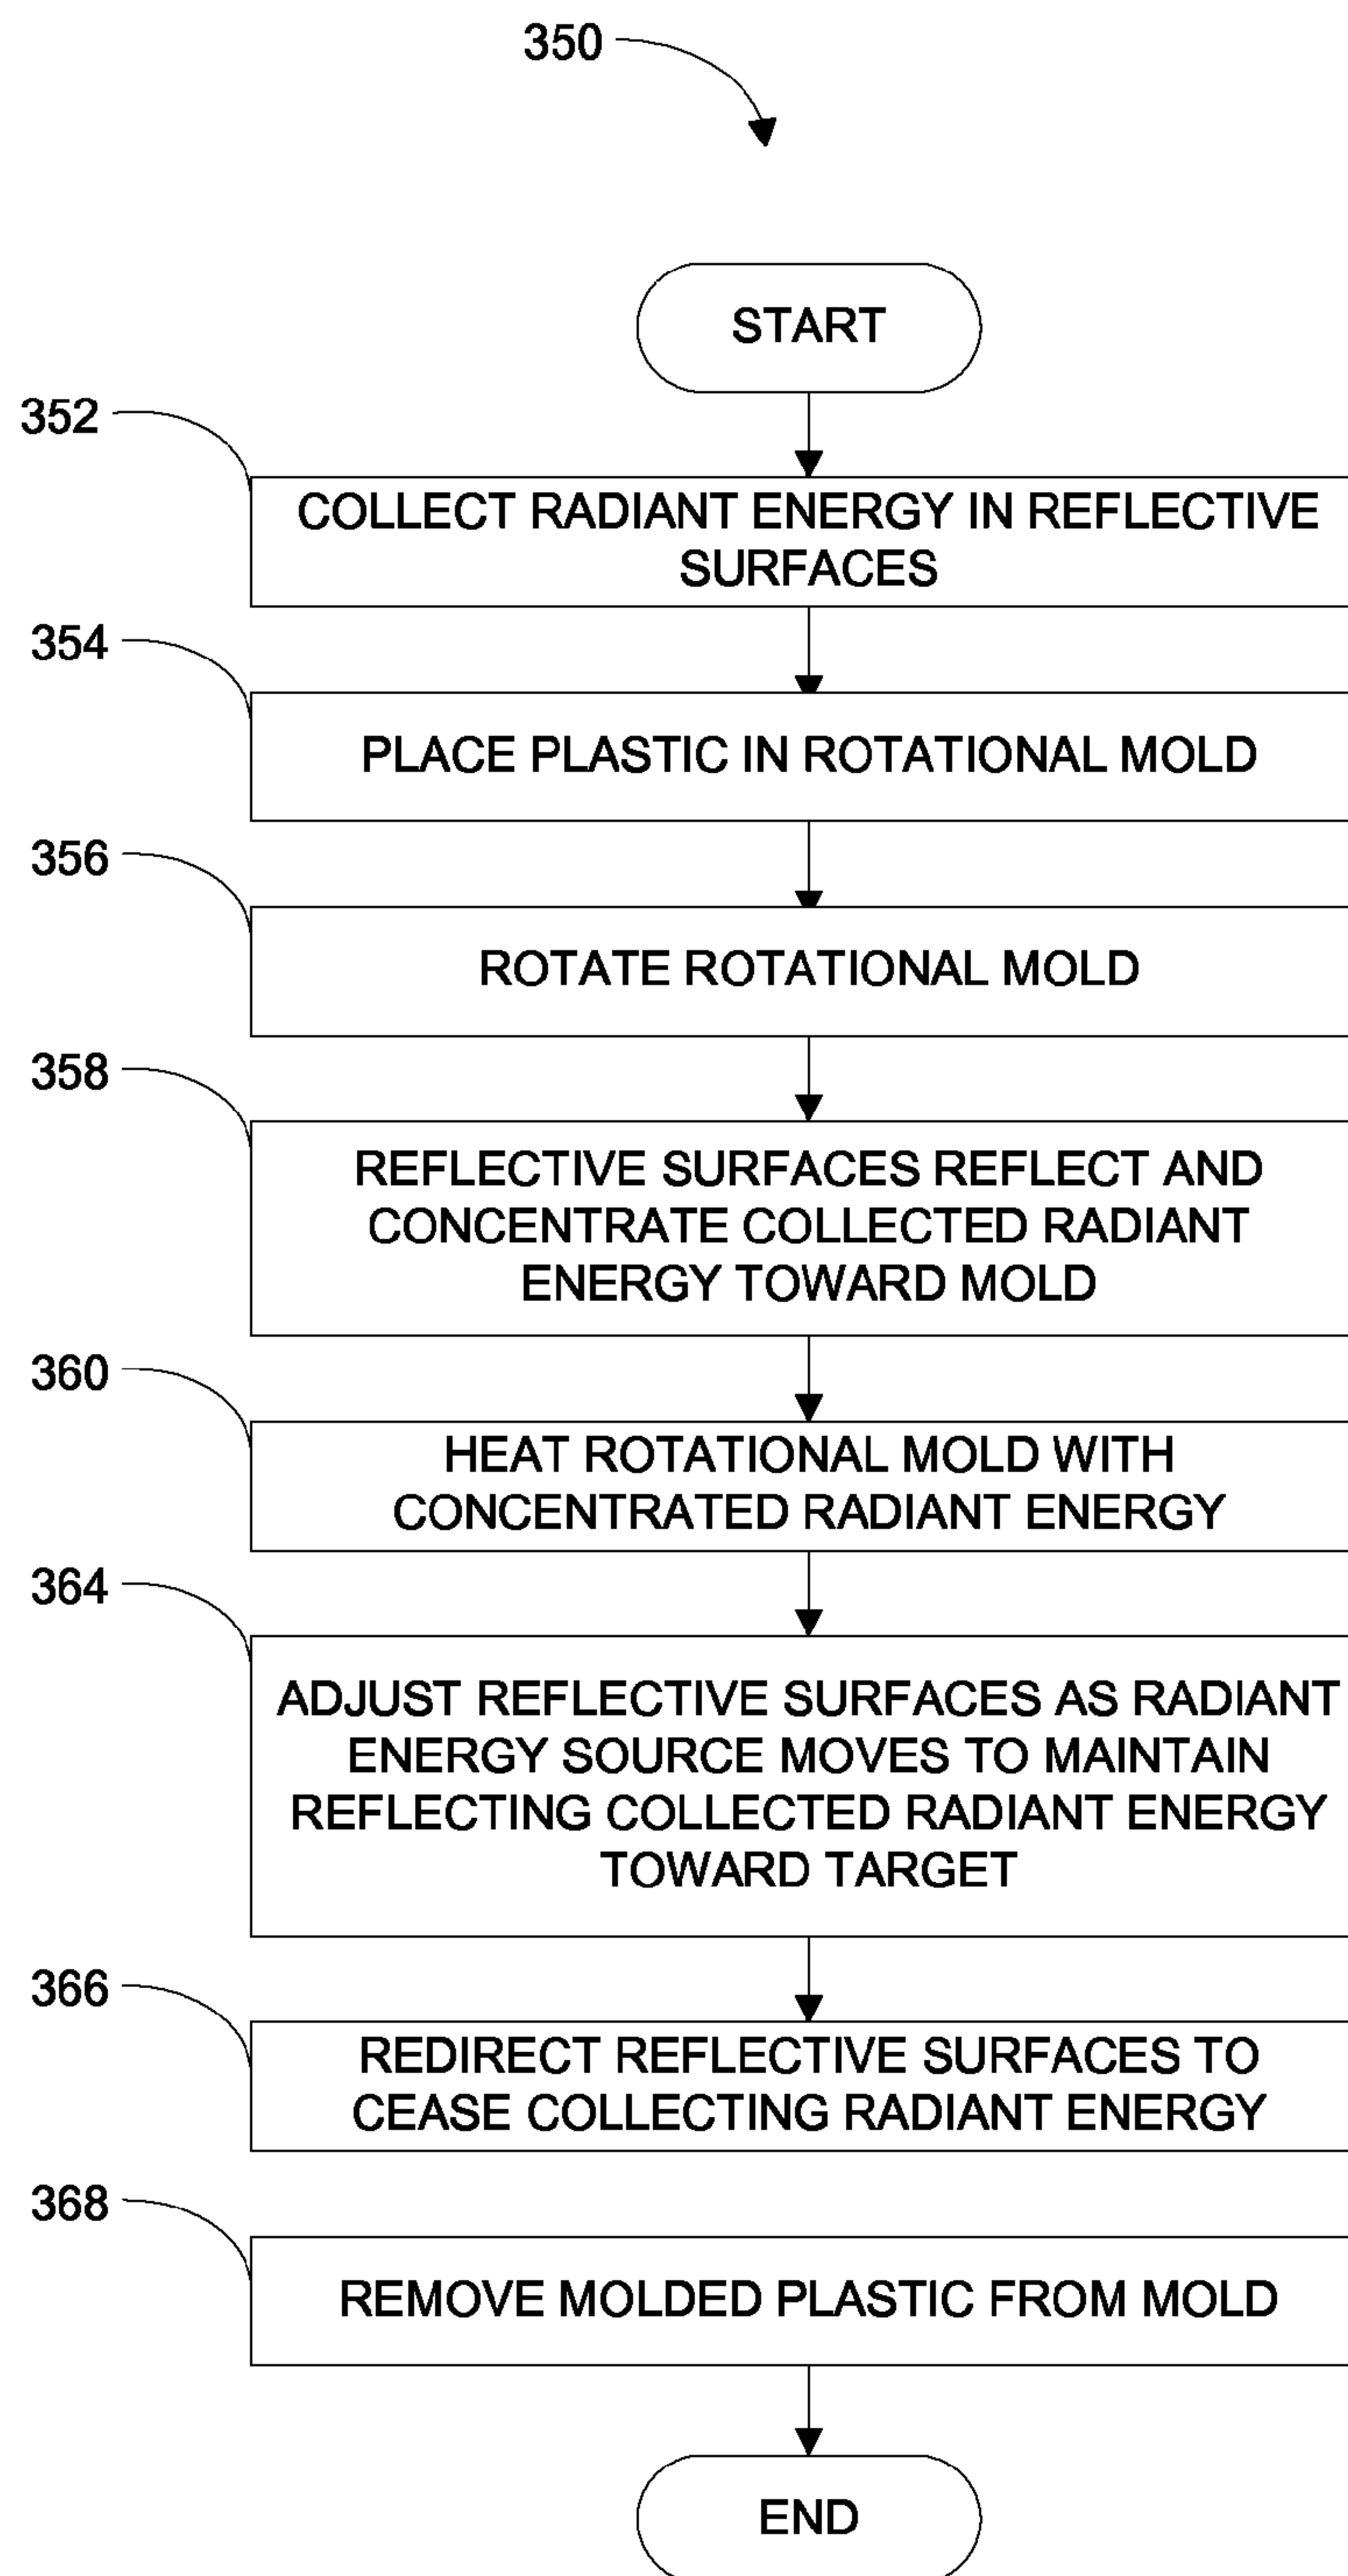 350
START
352
COLLECT RADIANT ENERGY IN REFLECTIVE
SURFACES
354
PLACE PLASTIC IN ROTATIONAL MOLD
356
ROTATE ROTATIONAL MOLD
358
REFLECTIVE SURFACES REFLECT AND
CONCENTRATE COLLECTED RADIANT
ENERGY TOWARD MOLD
360
HEAT ROTATIONAL MOLD WITH
CONCENTRATED RADIANT ENERGY
364
ADJUST REFLECTIVE SURFACES AS RADIANT
ENERGY SOURCE MOVES TO MAINTAIN
REFLECTING COLLECTED RADIANT ENERGY
TOWARD TARGET
366
REDIRECT REFLECTIVE SURFACES TO
CEASE COLLECTING RADIANT ENERGY
368
REMOVE MOLDED PLASTIC FROM MOLD
END